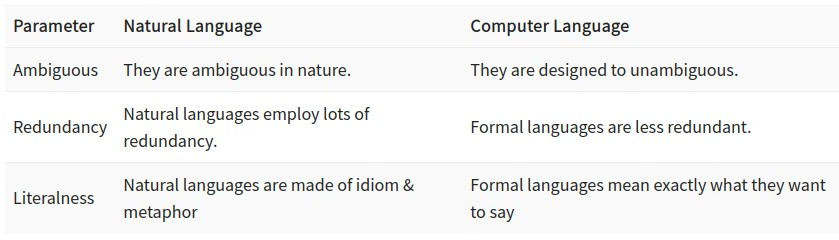 Parameter Natural Language Computer Language
Ambiguous They are ambiguous in nature. They are designed to unambiguous.
Redundancy Natural languages employ lots of redundancy. Formal languages are less redundant.
Literalness Natural languages are made of idiom & metaphor Formal languages mean exactly what they want to say